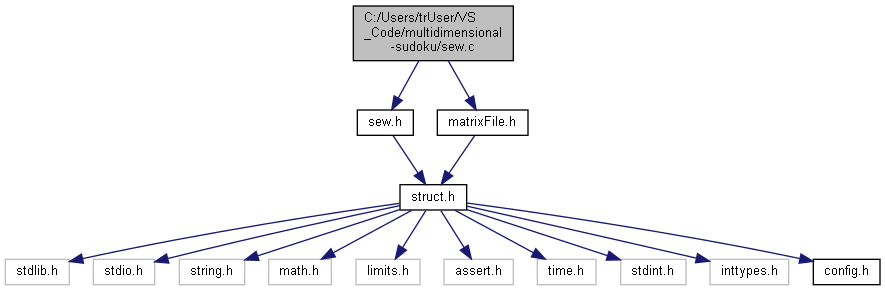 C:/Users/trUser/VS
_Code/multidimensional
-sudoku/sew.c
sew.h
matrixFile.h
struct.h
stdlib.h
stdio.h
string.h
math.h
limits.h
assert.h
time.h
stdint.h
inttypes.h
config.h